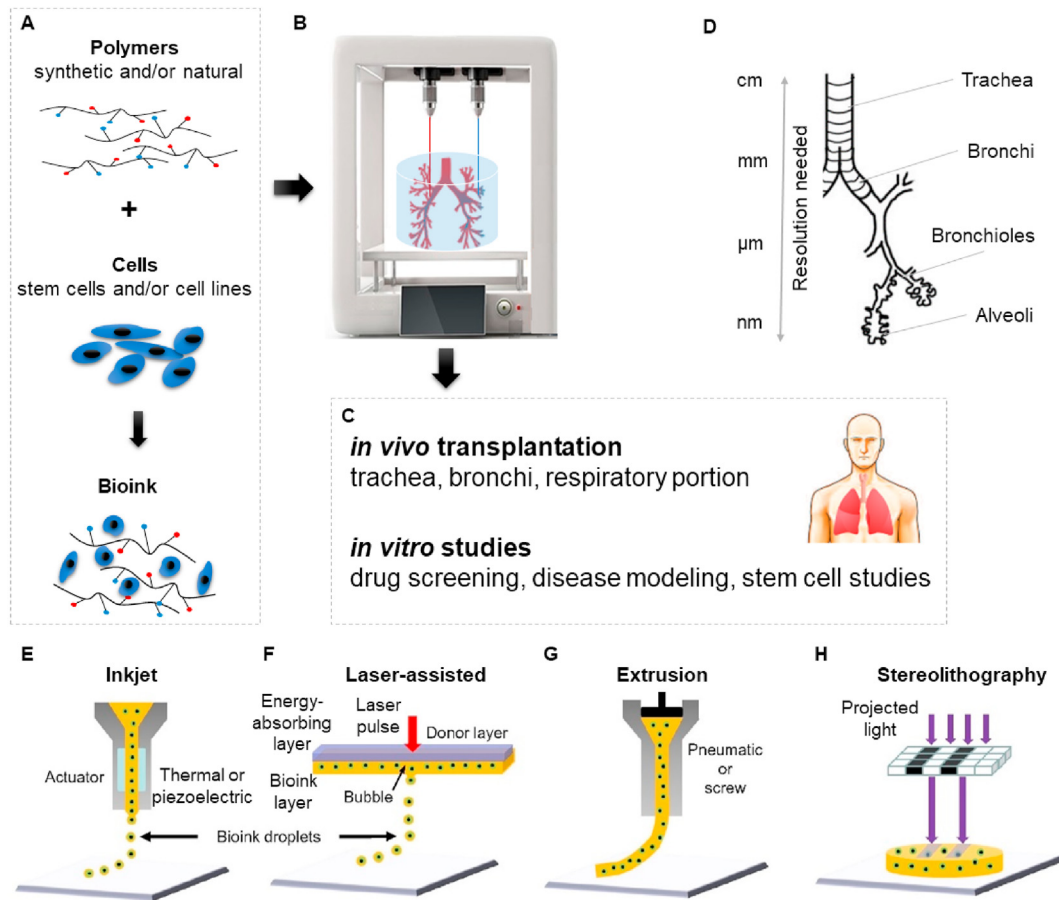 A
Polymers
synthetic and/or natural
+
Cells
stem cells and/or cell lines
Bioink
B
D
cm
mm
µm
nm
Resolution needed
Trachea
Bronchi
Bronchioles
Alveoli
C
in vivo transplantation
trachea, bronchi, respiratory portion
in vitro studies
drug screening, disease modeling, stem cell studies
E
Inkjet
Actuator
Thermal or
piezoelectric
Bioink droplets
F
Laser-assisted
Energy-
absorbing
layer
Laser
pulse
Donor layer
Bioink
layer
Bubble
G
Extrusion
Pneumatic
or
screw
H
Stereolithography
Projected
light